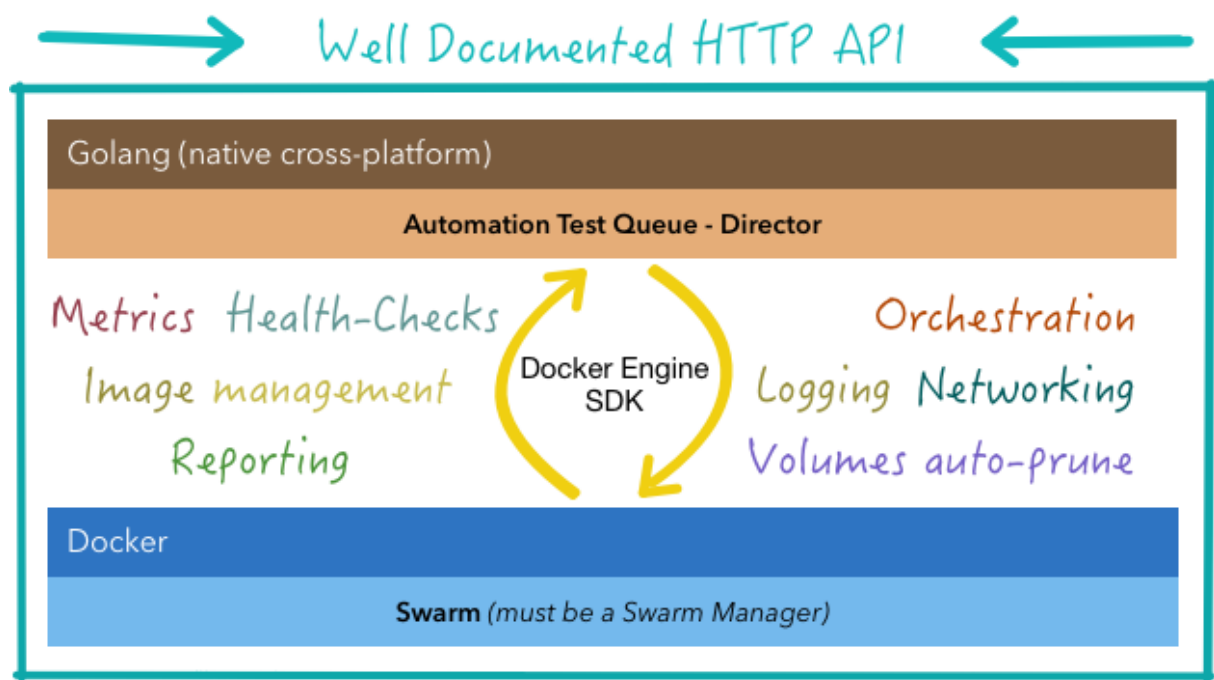 Well Documented HTTP API
Golang (native cross-platform)
Automation Test Queue - Director
Metrics Health-Checks
Image management
Reporting
Docker Engine
SDK
Orchestration
Logging Networking
Volumes auto-prune
Docker
Swarm (must be a Swarm Manager)